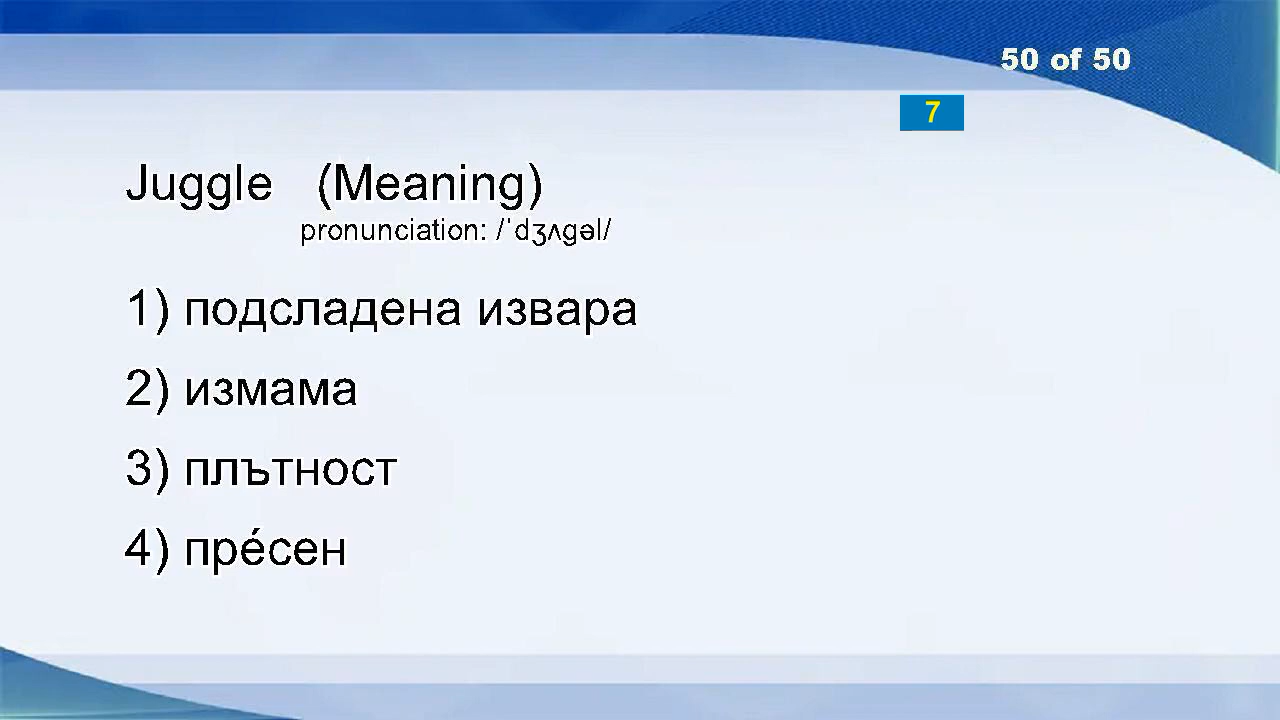 50 of 50
7
Juggle (Meaning)
pronunciation: /ˈdʒʌgəl/
1) подсладена извара
2) измама
3) плътност
4) пре́сен